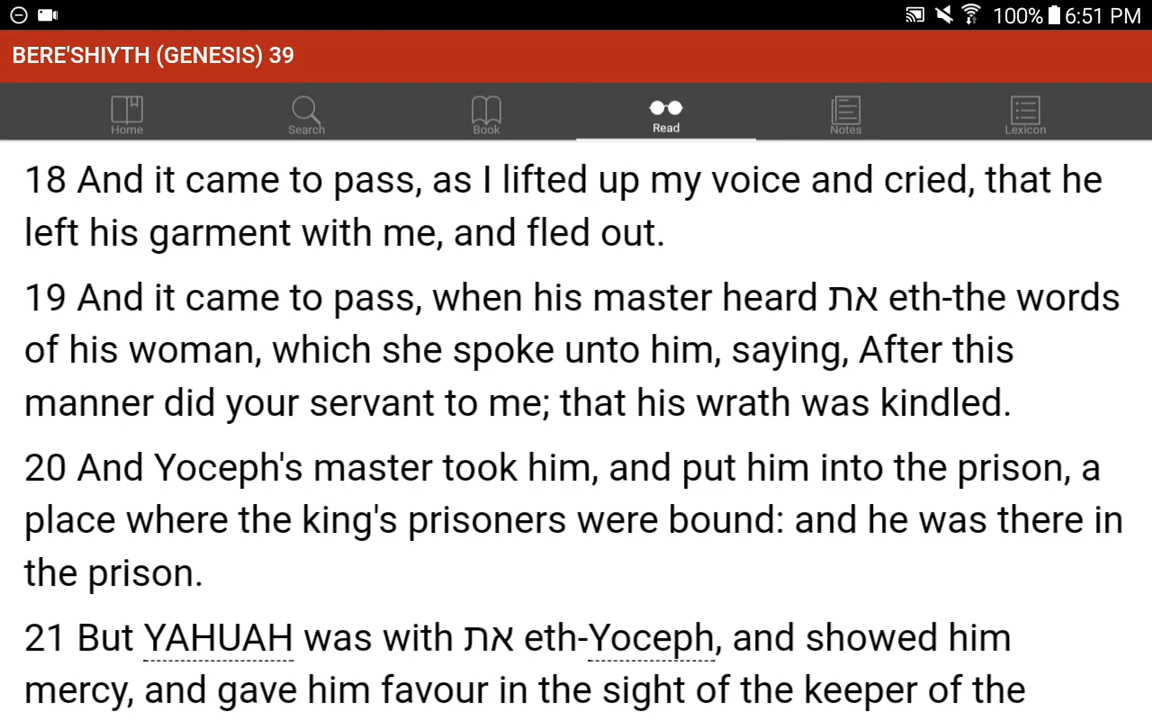 100% 6:51 PM
BERE'SHIYTH (GENESIS) 39
Home Search Book Read Notes Lexicon
18 And it came to pass, as I lifted up my voice and cried, that he
left his garment with me, and fled out.
19 And it came to pass, when his master heard את eth-the words
of his woman, which she spoke unto him, saying, After this
manner did your servant to me; that his wrath was kindled.
20 And Yoceph's master took him, and put him into the prison, a
place where the king's prisoners were bound: and he was there in
the prison.
21 But YAHUAH was with את eth-Yoceph, and showed him
mercy, and gave him favour in the sight of the keeper of the